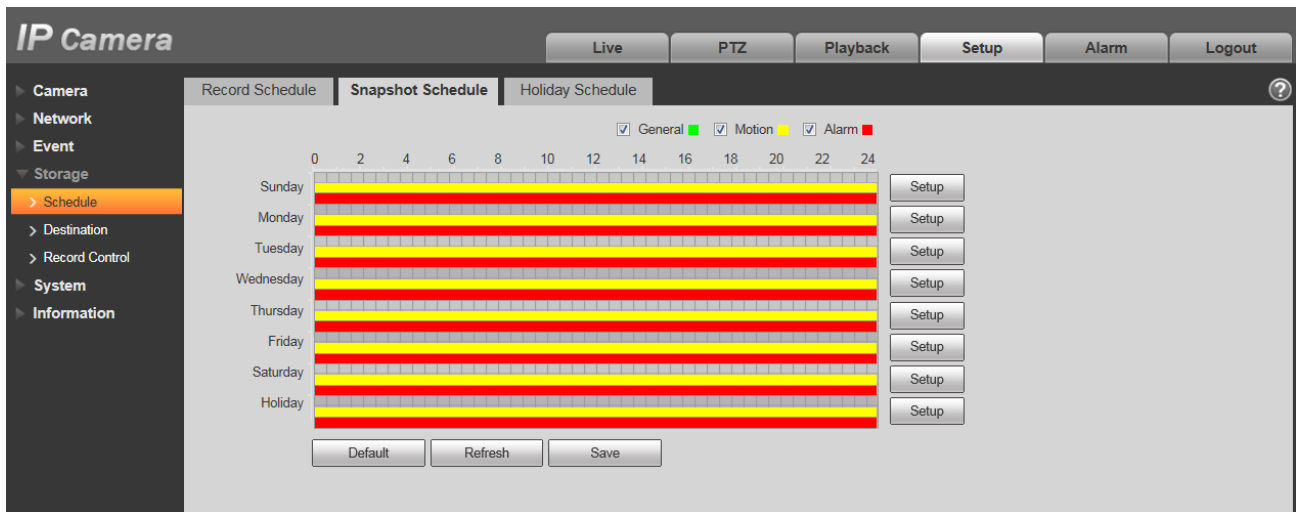 IP Camera
Live PTZ Playback Setup Alarm Logout
Camera
Network
Event
Storage
Schedule
Destination
Record Control
System
Information
Record Schedule Snapshot Schedule Holiday Schedule ?
General Motion Alarm
0 2 4 6 8 10 12 14 16 18 20 22 24
Sunday Setup
Monday Setup
Tuesday Setup
Wednesday Setup
Thursday Setup
Friday Setup
Saturday Setup
Holiday Setup
Default Refresh Save